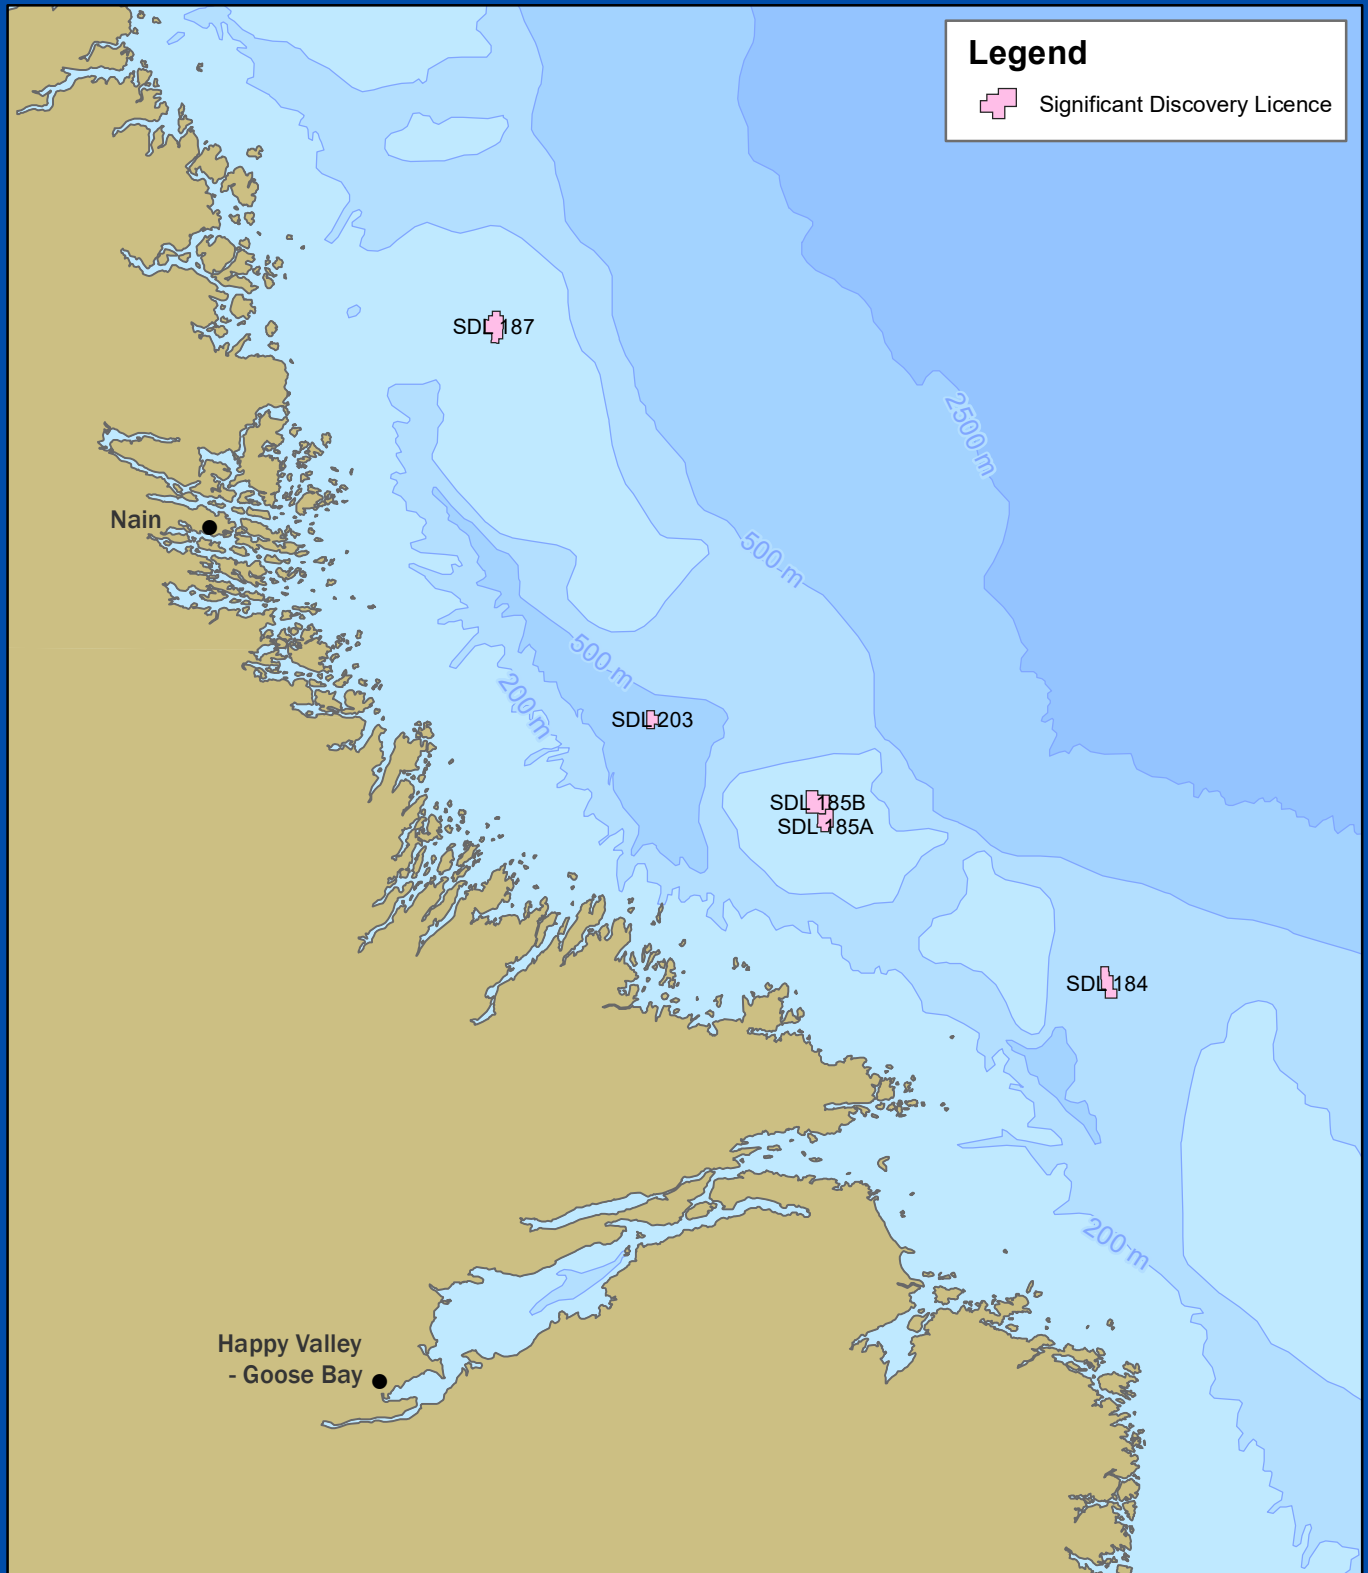 Legend
Significant Discovery Licence
SDL 187
2500 m
Nain
500 m
500 m
200 m
SDL 203
SDL 185B
SDL 185A
SDL 184
200 m
Happy Valley
- Goose Bay